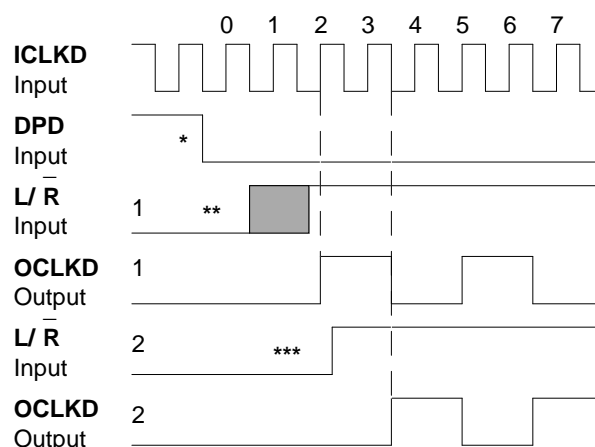 0 1 2 3 4 5 6 7
ICLKD
Input
DPD
Input
*
L/ R̅
Input
1
**
OCLKD
Output
1
L/ R̅
Input
2
***
OCLKD
Output
2